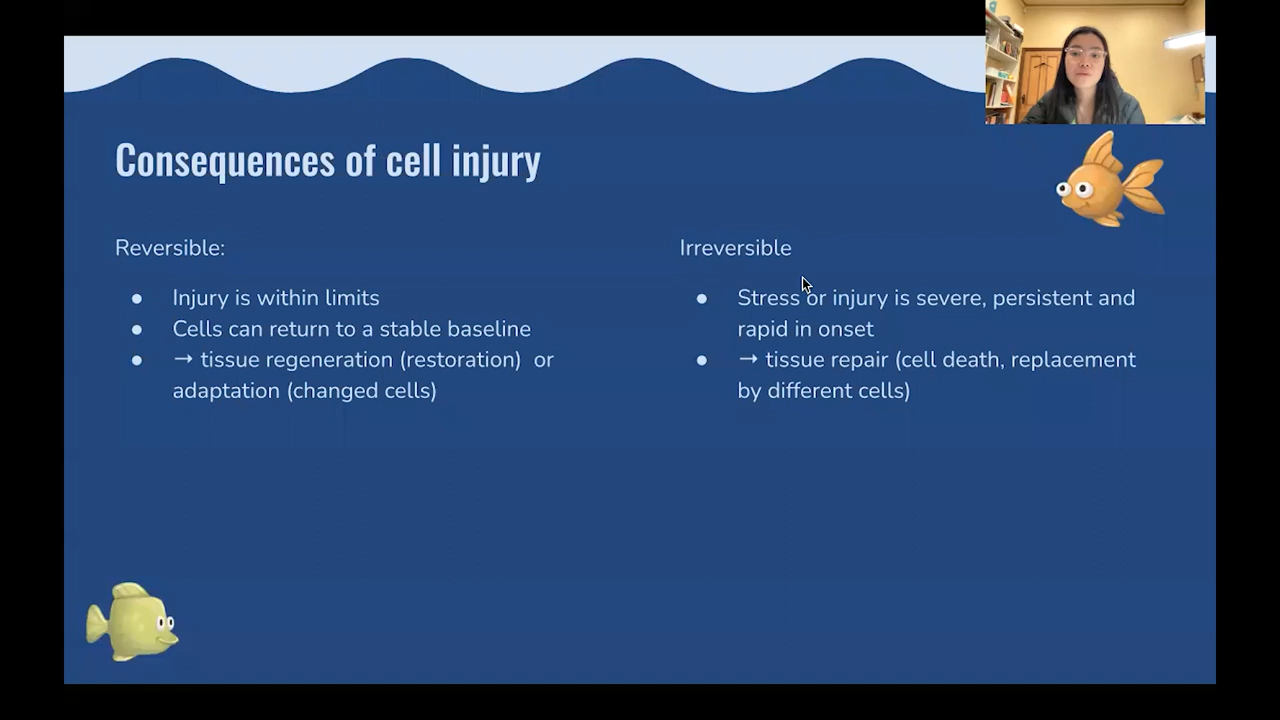 Consequences of cell injury
Reversible:
● Injury is within limits
● Cells can return to a stable baseline
● → tissue regeneration (restoration) or
adaptation (changed cells)
Irreversible
● Stress or injury is severe, persistent and
rapid in onset
● → tissue repair (cell death, replacement
by different cells)